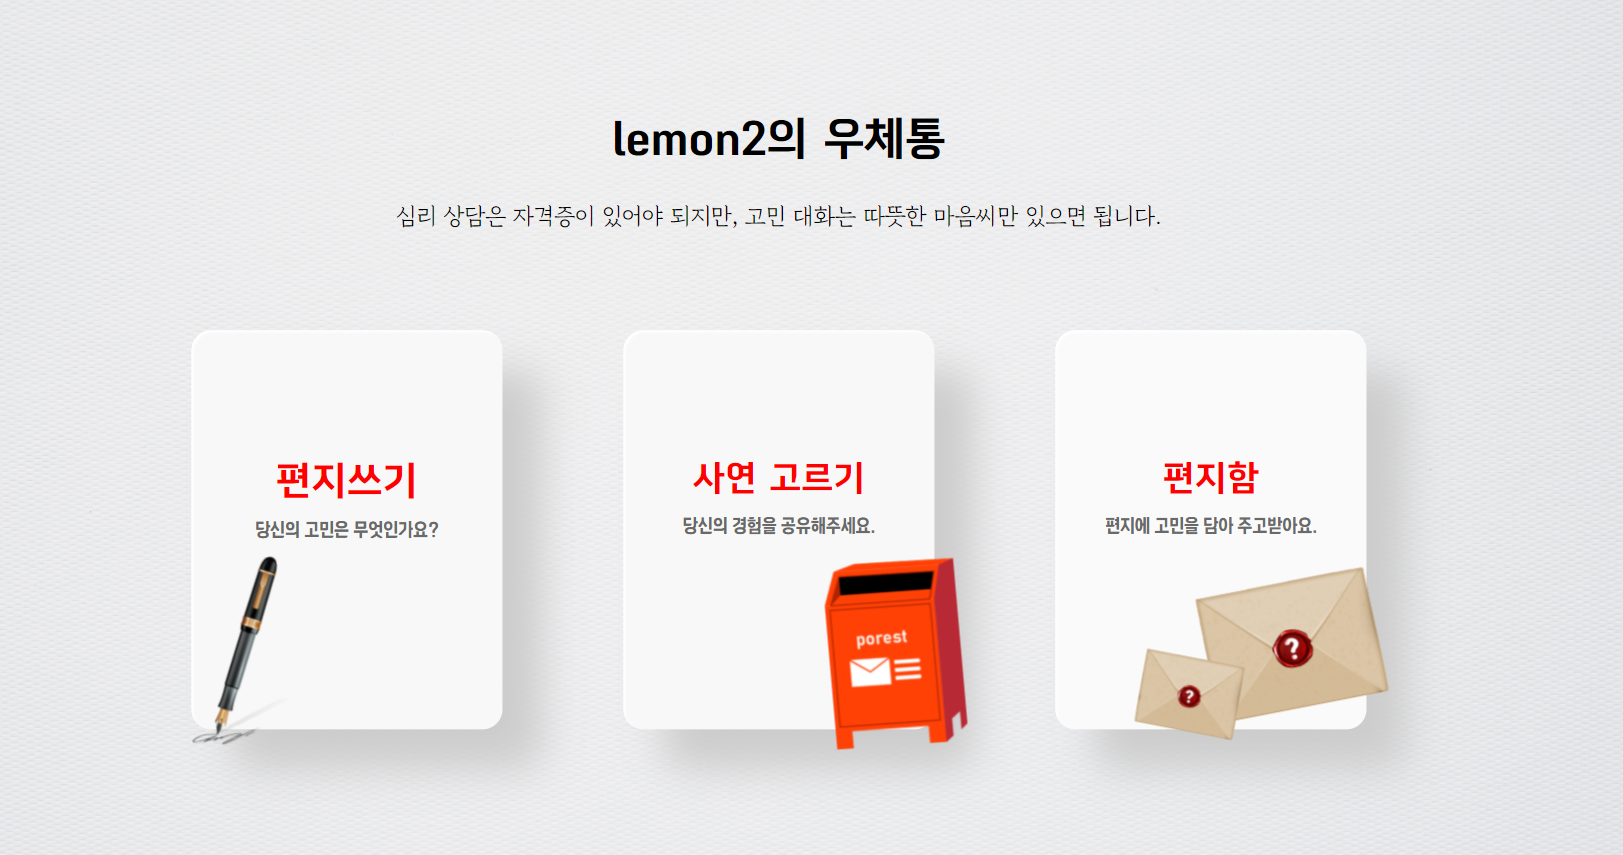 lemon2의 우체통
심리 상담은 자격증이 있어야 되지만, 고민 대화는 따뜻한 마음씨만 있으면 됩니다.
편지쓰기
당신의 고민은 무엇인가요?
사연 고르기
당신의 경험을 공유해주세요.
porest
편지함
편지에 고민을 담아 주고받아요.
?
?